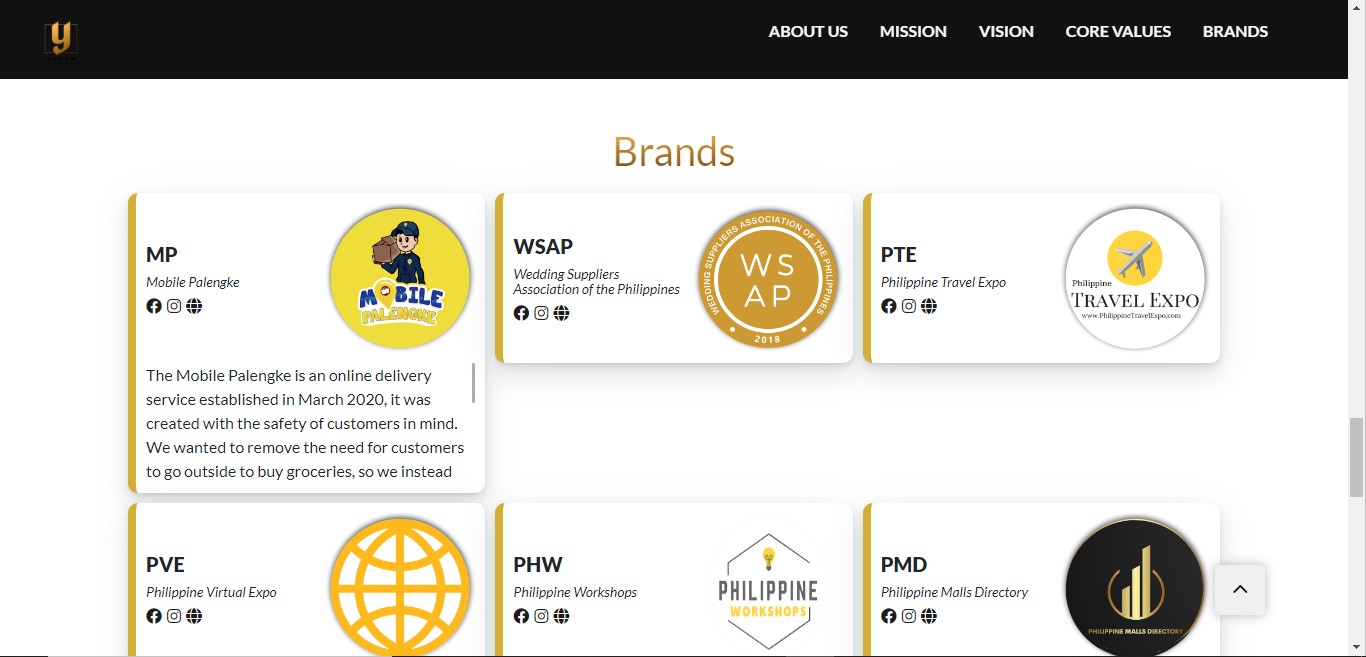 y
ABOUT US
MISSION
VISION
CORE VALUES
BRANDS
Brands
MP
Mobile Palengke
MOBILE
PALENGKE
The Mobile Palengke is an online delivery
service established in March 2020, it was
created with the safety of customers in mind.
We wanted to remove the need for customers
to go outside to buy groceries, so we instead
WSAP
Wedding Suppliers
Association of the Philippines
WEDDING SUPPLIERS ASSOCIATION OF THE PHILIPPINES
WS
AP
2018
PTE
Philippine Travel Expo
Philippine
TRAVEL EXPO
www.PhilippineTravelExpo.com
PVE
Philippine Virtual Expo
PHW
Philippine Workshops
PHILIPPINE
WORKSHOPS
PMD
Philippine Malls Directory
PHILIPPINE MALLS DIRECTORY